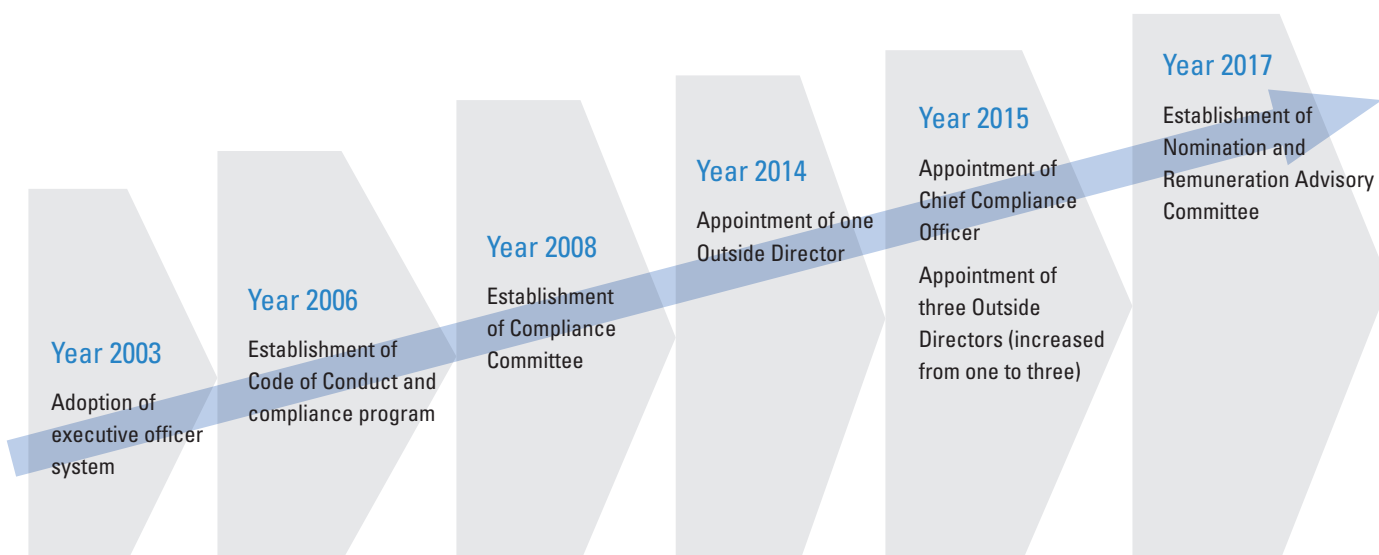 Year 2003
Adoption of
executive officer
system
Year 2006
Establishment of
Code of Conduct and
compliance program
Year 2008
Establishment
of Compliance
Committee
Year 2014
Appointment of one
Outside Director
Year 2015
Appointment of
Chief Compliance
Officer
Appointment of
three Outside
Directors (increased
from one to three)
Year 2017
Establishment of
Nomination and
Remuneration Advisory
Committee